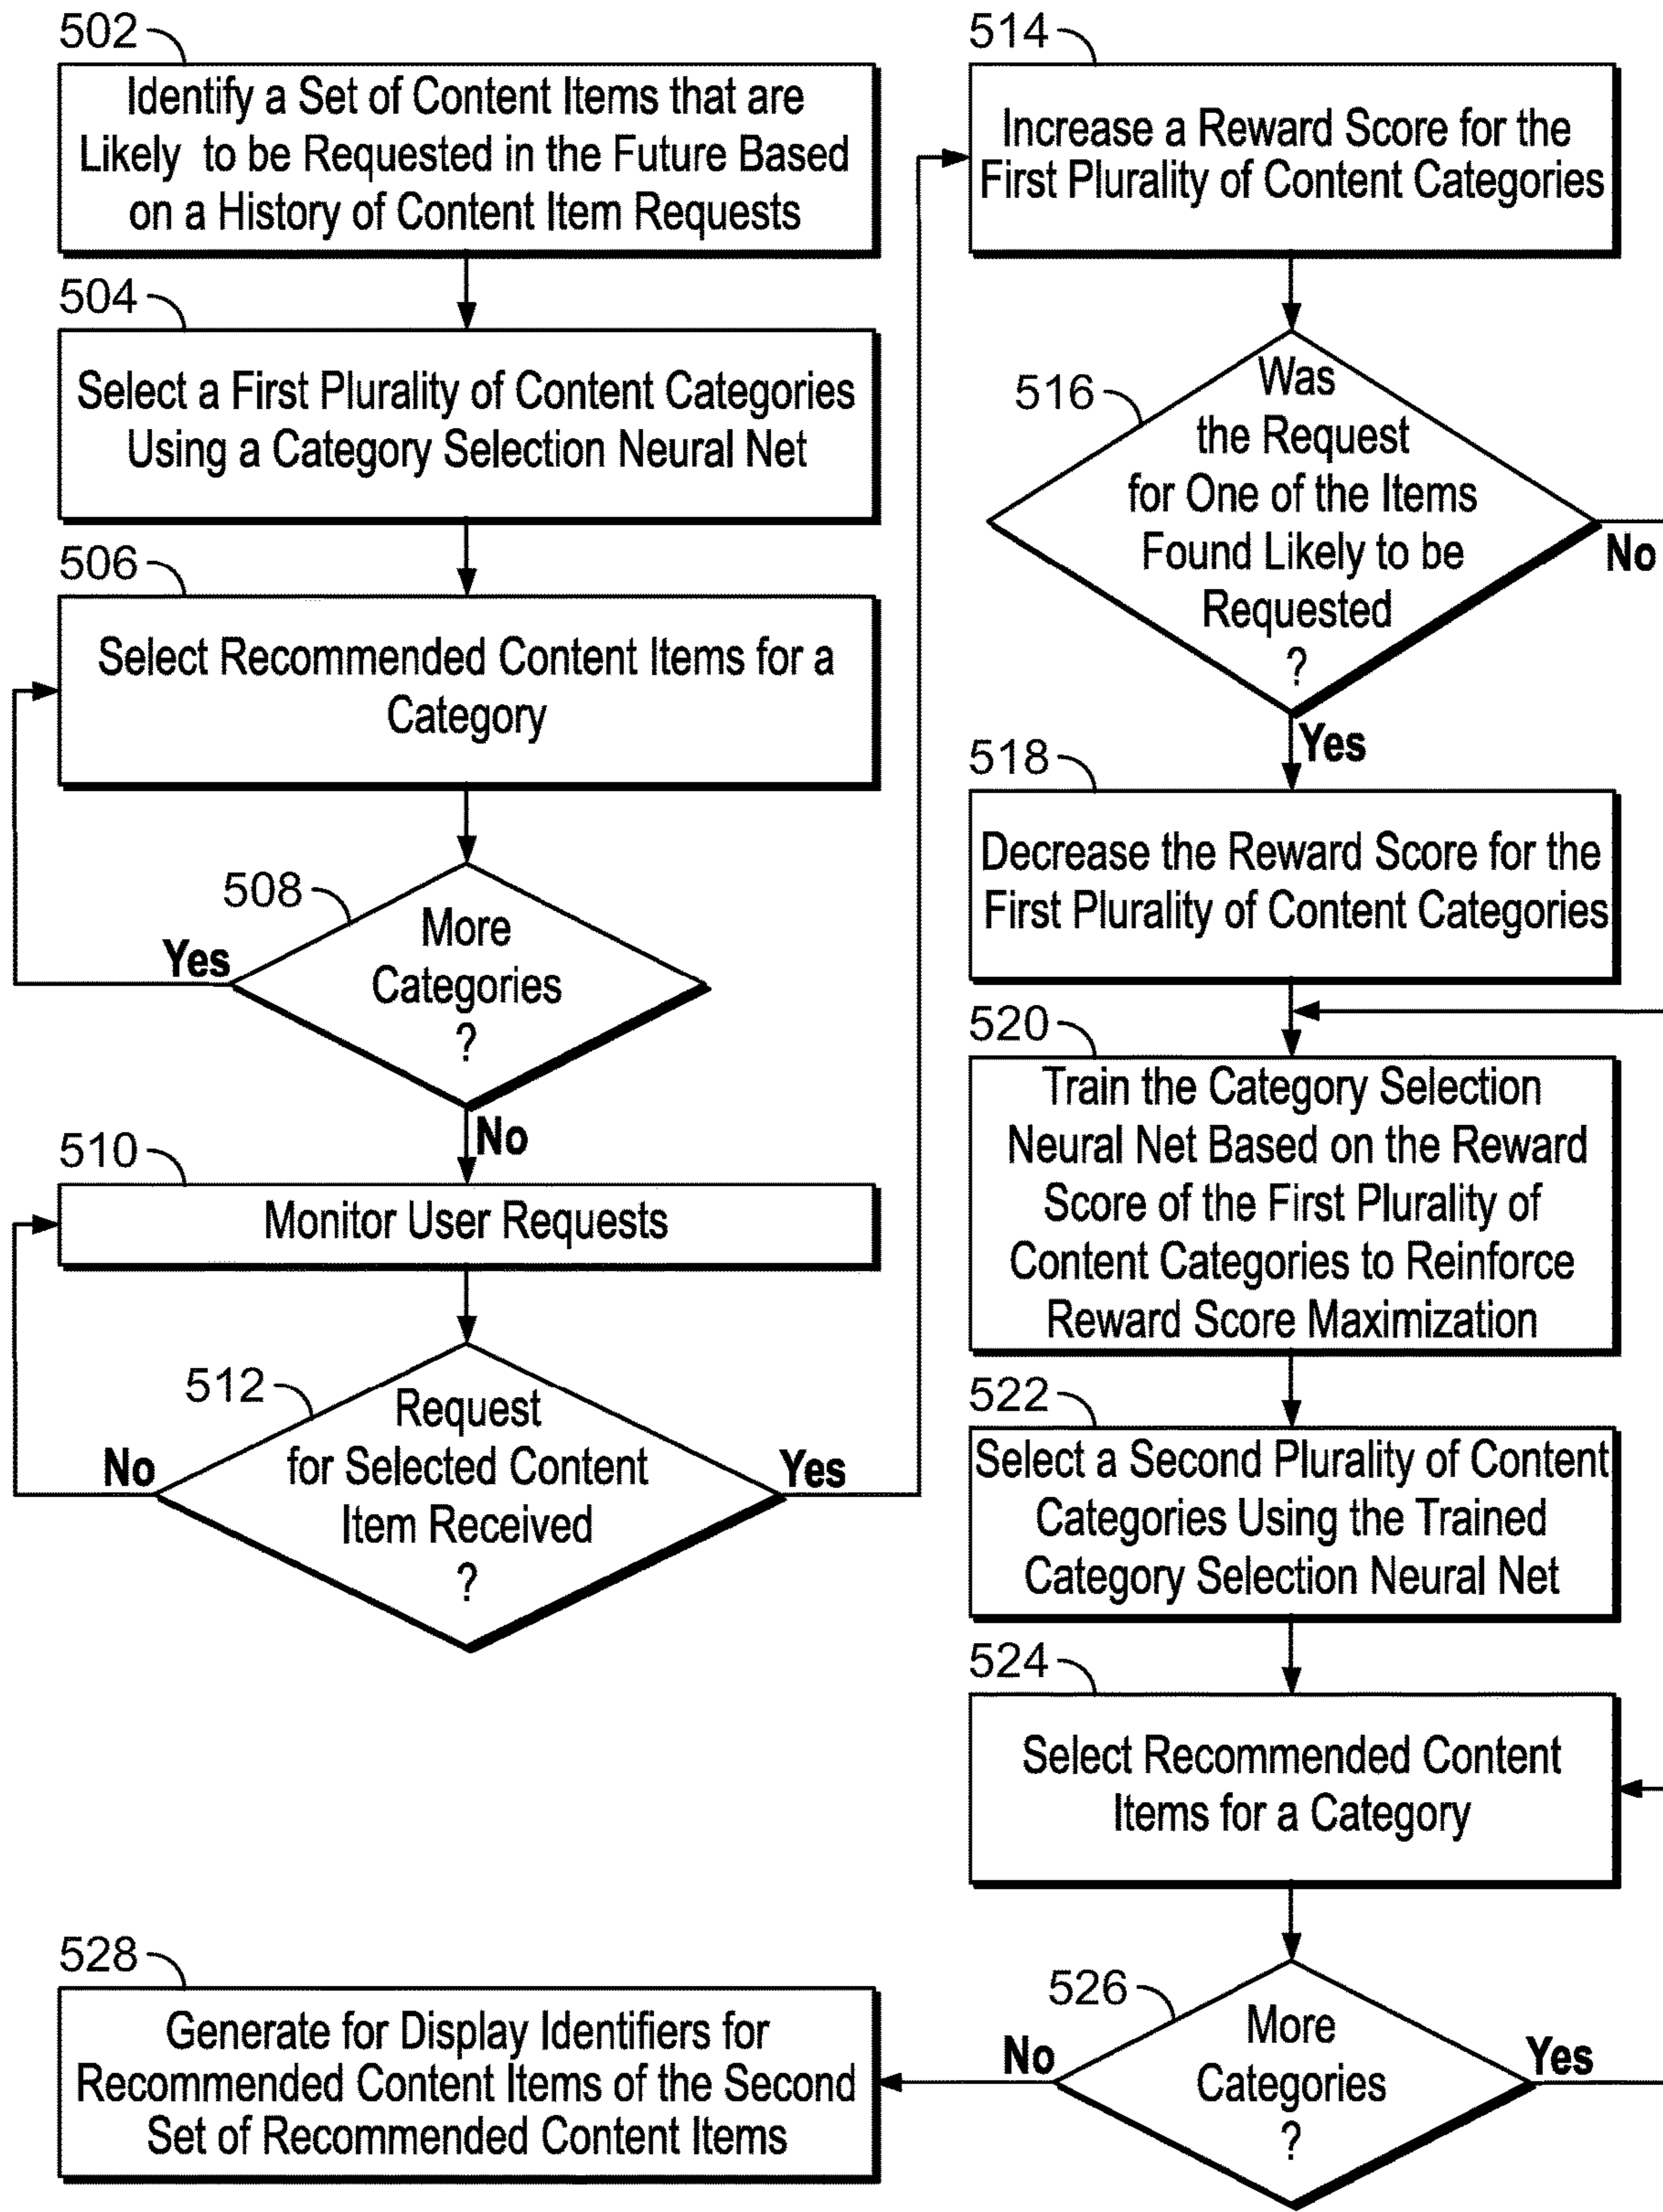 502
Identify a Set of Content Items that are
Likely to be Requested in the Future Based
on a History of Content Item Requests
504
Select a First Plurality of Content Categories
Using a Category Selection Neural Net
506
Select Recommended Content Items for a
Category
508
More
Categories
?
Yes
No
510
Monitor User Requests
512
Request
for Selected Content
Item Received
?
No
Yes
514
Increase a Reward Score for the
First Plurality of Content Categories
516
Was
the Request
for One of the Items
Found Likely to be
Requested
?
No
Yes
518
Decrease the Reward Score for the
First Plurality of Content Categories
520
Train the Category Selection
Neural Net Based on the Reward
Score of the First Plurality of
Content Categories to Reinforce
Reward Score Maximization
522
Select a Second Plurality of Content
Categories Using the Trained
Category Selection Neural Net
524
Select Recommended Content
Items for a Category
526
More
Categories
?
No
Yes
528
Generate for Display Identifiers for
Recommended Content Items of the Second
Set of Recommended Content Items